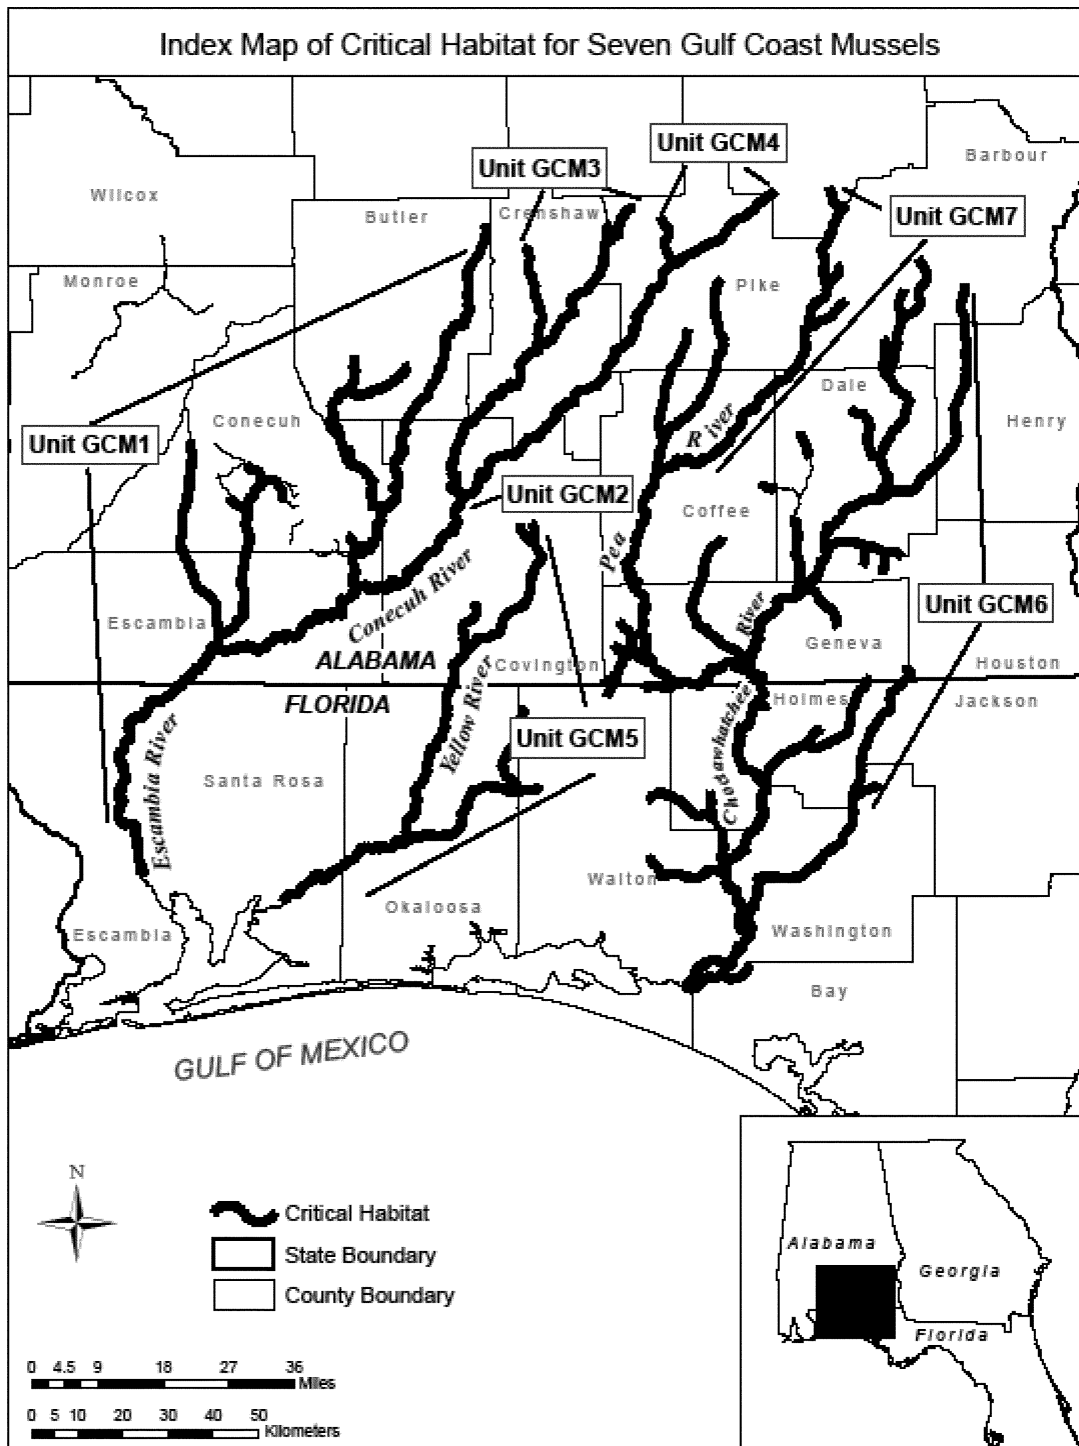 Index Map of Critical Habitat for Seven Gulf Coast Mussels
Unit GCM4
Unit GCM3
Barbour
Wilcox
Butler
Crenshaw
Unit GCM7
Monroe
Pike
Dale
Conecuh
Henry
Unit GCM1
River
Unit GCM2
Coffee
Pea
Conecuh River
Unit GCM6
River
Escambia
Geneva
ALABAMA
Covington
Houston
FLORIDA
Holmes
Jackson
Yellow River
Choctawhatchee
Unit GCM5
Escambia River
Santa Rosa
Walton
Okaloosa
Escambia
Washington
Bay
GULF OF MEXICO
N
Critical Habitat
State Boundary
County Boundary
Alabama
Georgia
Florida
0 4.5 9 18 27 36
Miles
0 5 10 20 30 40 50
Kilometers